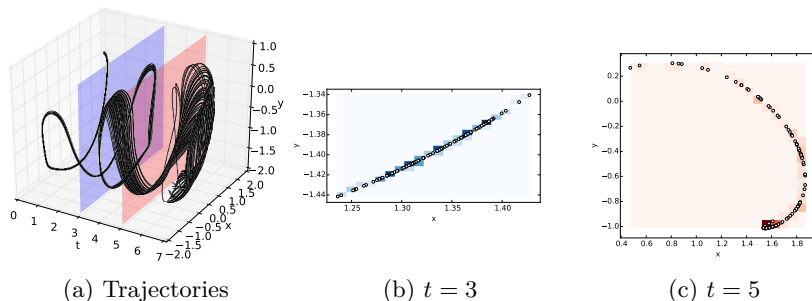 1.0
0.5
0.0
y
−0.5
−1.0
−1.5
−2.0
0 1 2 3 4 5 6 7
t
−2.0
−1.5
−1.0
−0.5
0.0
0.5
1.0
1.5
2.0
x
(a) Trajectories
−1.34
−1.36
−1.38
−1.40
−1.42
−1.44
y
1.25 1.30 1.35 1.40
x
(b) t = 3
0.2
0.0
−0.2
−0.4
−0.6
−0.8
−1.0
y
0.4 0.6 0.8 1.0 1.2 1.4 1.6 1.8
x
(c) t = 5